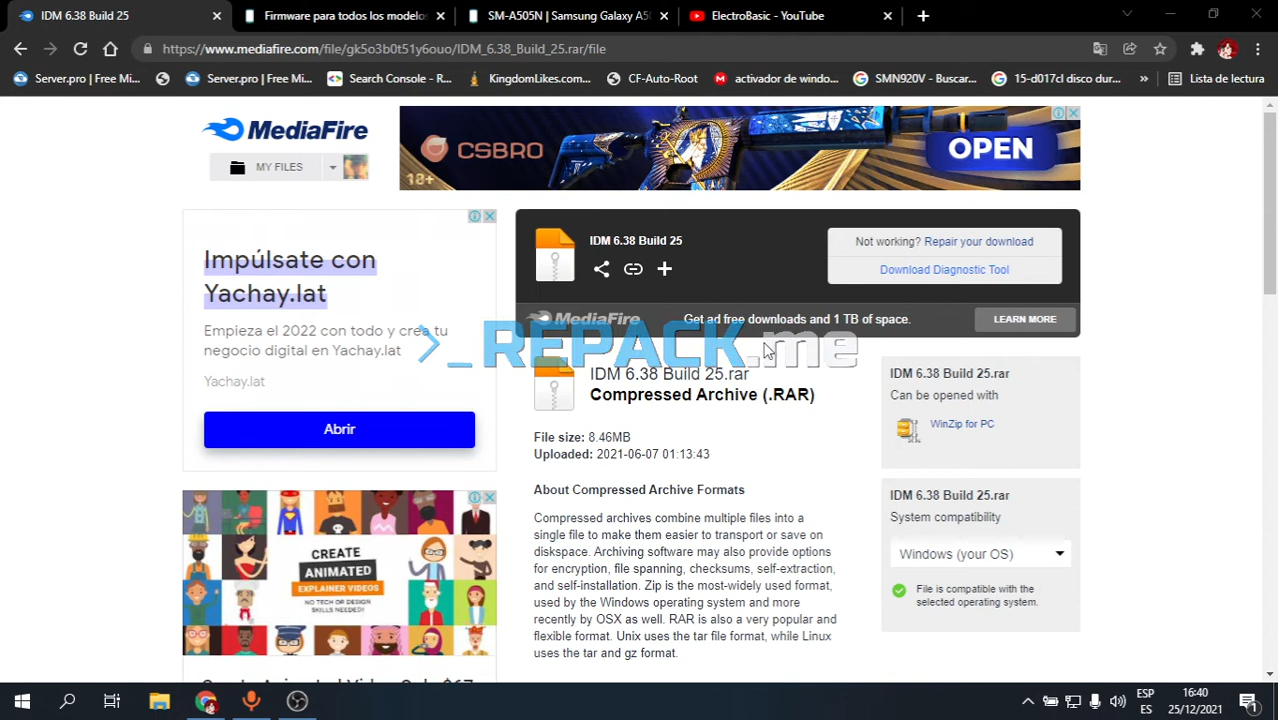 IDM 6.38 Build 25
Firmware para todos los modelos
SM-A505N | Samsung Galaxy A50
ElectroBasic - YouTube
https://www.mediafire.com/file/gk5o3b0t51y6ouo/IDM_6.38_Build_25.rar/file
Server.pro | Free Mi...
Server.pro | Free Mi...
Search Console - R...
KingdomLikes.com...
CF-Auto-Root
activador de windo...
SMN920V - Buscar...
15-d017cl disco dur...
»
Lista de lectura
MediaFire
MY FILES
CSBRO
OPEN
18+
Impúlsate con
Yachay.lat
Empieza el 2022 con todo y crea tu
negocio digital en Yachay.lat
Yachay.lat
Abrir
IDM 6.38 Build 25
Not working? Repair your download
Download Diagnostic Tool
MediaFire
Get ad free downloads and 1 TB of space.
LEARN MORE
>_REPACK.me
IDM 6.38 Build 25.rar
Compressed Archive (.RAR)
File size: 8.46MB
Uploaded: 2021-06-07 01:13:43
About Compressed Archive Formats
Compressed archives combine multiple files into a
single file to make them easier to transport or save on
diskspace. Archiving software may also provide options
for encryption, file spanning, checksums, self-extraction,
and self-installation. Zip is the most-widely used format,
used by the Windows operating system and more
recently by OSX as well. RAR is also a very popular and
flexible format. Unix uses the tar file format, while Linux
uses the tar and gz format.
IDM 6.38 Build 25.rar
Can be opened with
WinZip for PC
IDM 6.38 Build 25.rar
System compatibility
Windows (your OS)
File is compatible with the
selected operating system.
CREATE
ANIMATED
EXPLAINER VIDEOS
NO TECH OR DESIGN
SKILLS NEEDED!
ESP
ES
16:40
25/12/2021
1